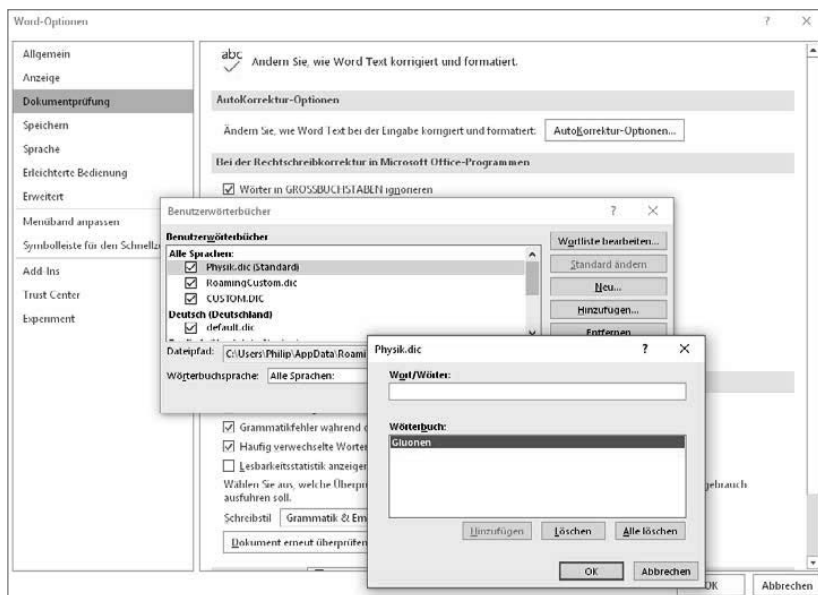 Word-Optionen
Allgemein
Anzeige
Dokumentprüfung
Speichern
Sprache
Erleichterte Bedienung
Erweitert
Menüband anpassen
Symbolleiste für den Schnellz
Add-Ins
Trust Center
Experiment
abc
Ändern Sie, wie Word Text korrigiert und formatiert.
AutoKorrektur-Optionen
Ändern Sie, wie Word Text bei der Eingabe korrigiert und formatiert:
AutoKorrektur-Optionen...
Bei der Rechtschreibkorrektur in Microsoft Office-Programmen
Wörter in GROSSBUCHSTABEN ignorieren
Benutzerwörterbücher
Benutzerwörterbücher
Alle Sprachen:
Physik.dic (Standard)
RoamingCustom.dic
CUSTOM.DIC
Deutsch (Deutschland)
default.dic
Wortliste bearbeiten...
Standard ändern
Neu...
Hinzufügen...
Entfernen
Dateipfad: C:\Users\Philip\AppData\Roami
Wörterbuchsprache: Alle Sprachen:
Physik.dic
Wort/Wörter:
Wörterbuch:
Gluonen
Hinzufügen
Löschen
Alle löschen
OK
Abbrechen
Grammatikfehler während
Häufig verwechselte Wörter
Lesbarkeitsstatistik anzeigen
Wählen Sie aus, welche Überpr
gebrauch
ausführen soll.
Schreibstil Grammatik & Em
Dokument erneut überprüfen
OK
Abbrechen